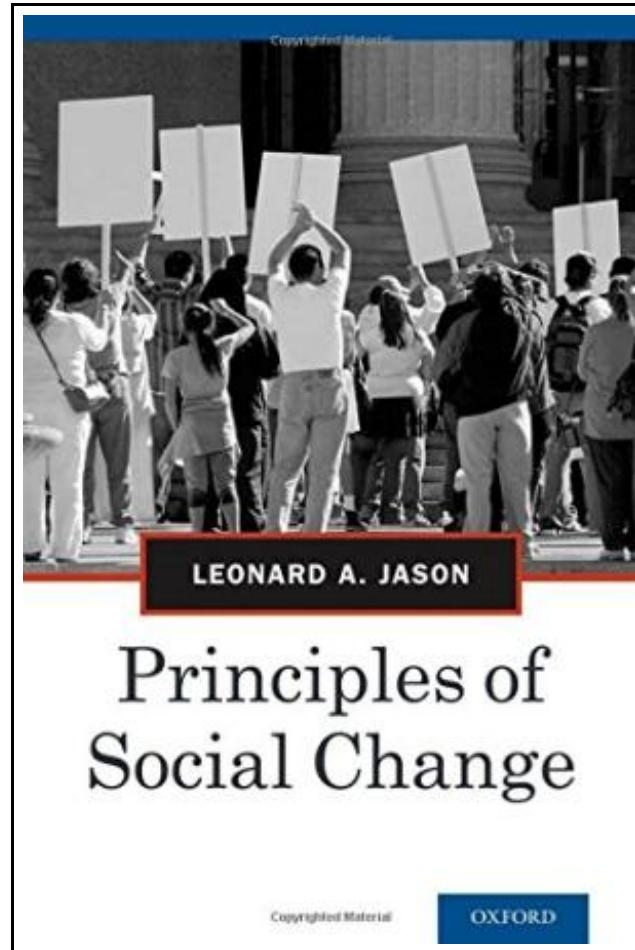 Copyrighted Material
LEONARD A. JASON
Principles of
Social Change
Copyrighted Material
OXFORD